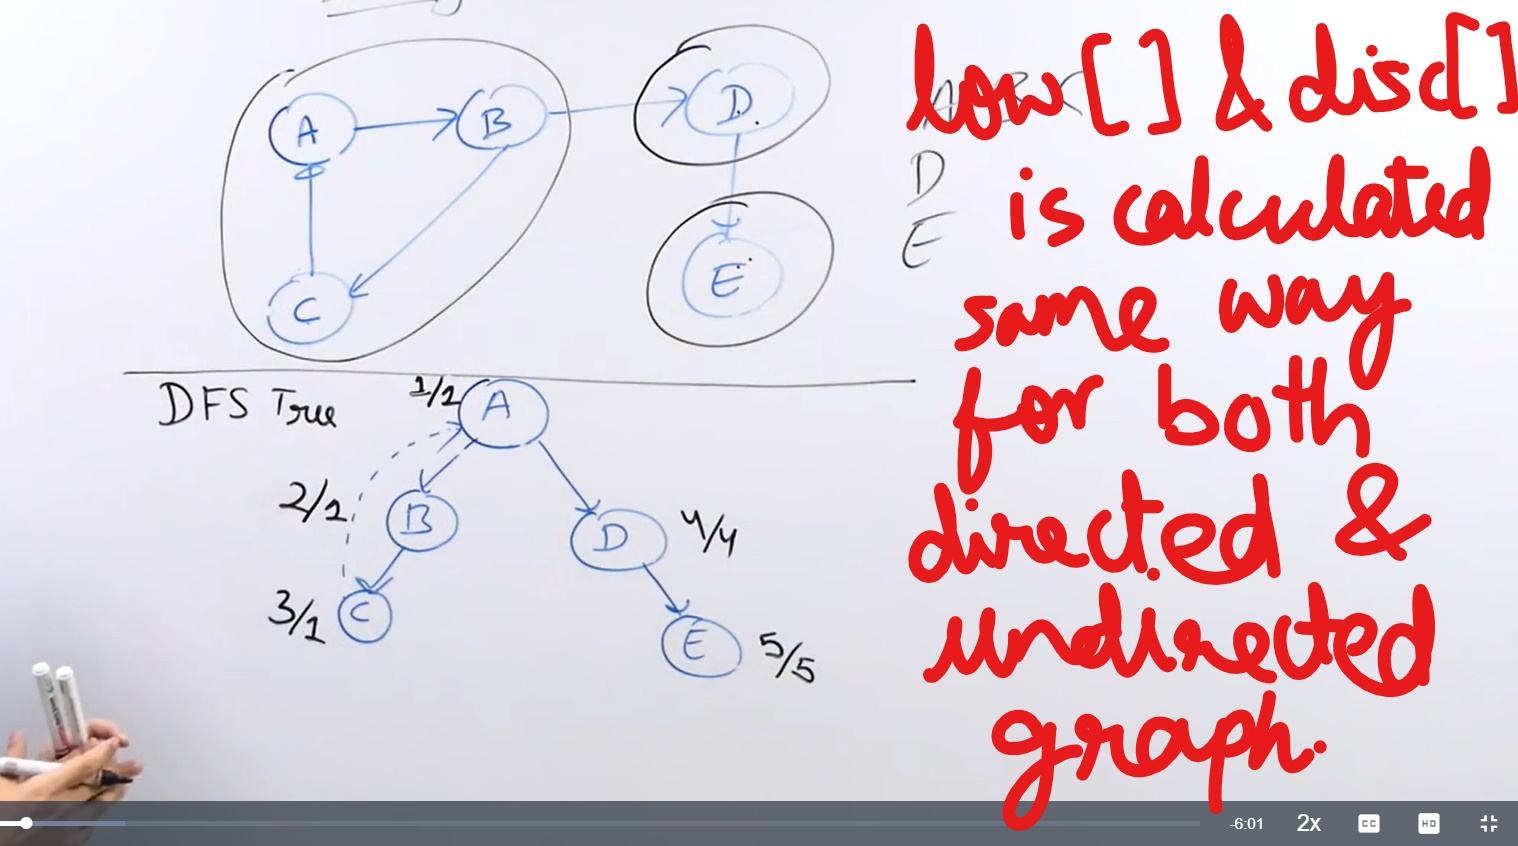 A
B
D
C
E
low[] & disc[]
is calculated
same way
for both
directed &
undirected
graph.
D
E
DFS Tree
1/1
A
2/1
B
D
4/4
3/1
C
E
5/5
-6:01
2x
CC
HD